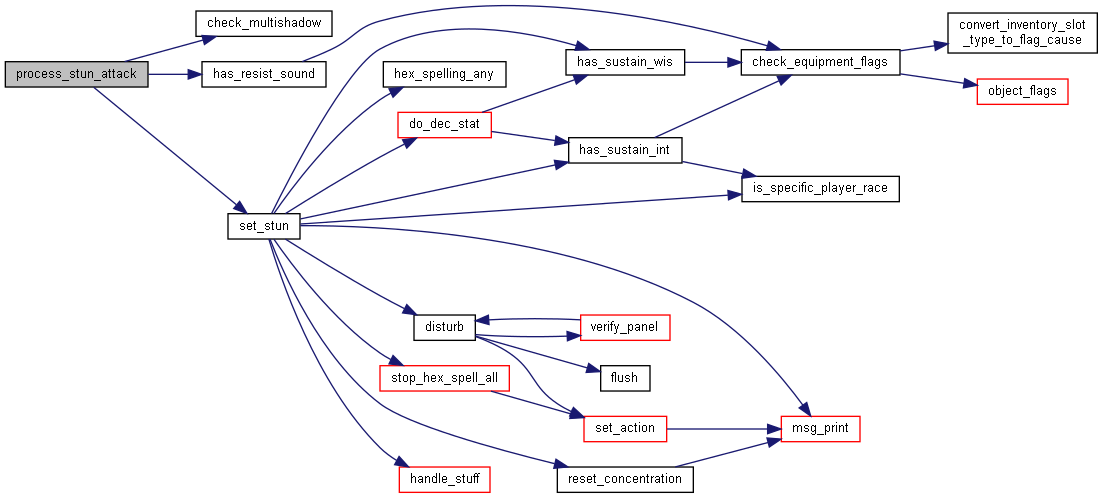 process_stun_attack
check_multishadow
has_resist_sound
set_stun
hex_spelling_any
do_dec_stat
disturb
stop_hex_spell_all
handle_stuff
has_sustain_wis
has_sustain_int
verify_panel
flush
set_action
reset_concentration
check_equipment_flags
is_specific_player_race
msg_print
convert_inventory_slot
_type_to_flag_cause
object_flags